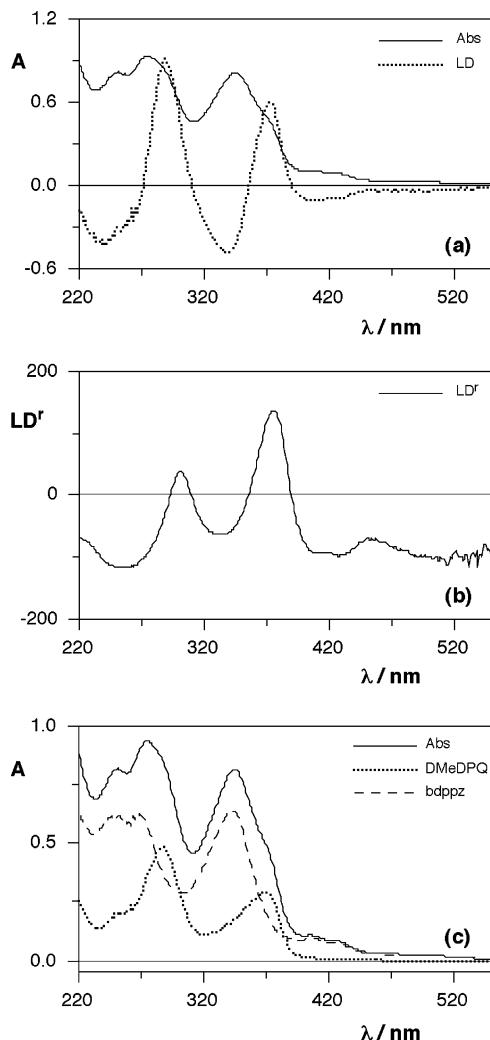 1.2
A
Abs
LD
0.6
0.0
-0.6
(a)
220 320 420 520
λ / nm
200
LDʳ
LDʳ
0
-200
(b)
220 320 420 520
λ / nm
1.0
A
Abs
DMeDPQ
bdppz
0.5
0.0
(c)
220 320 420 520
λ / nm